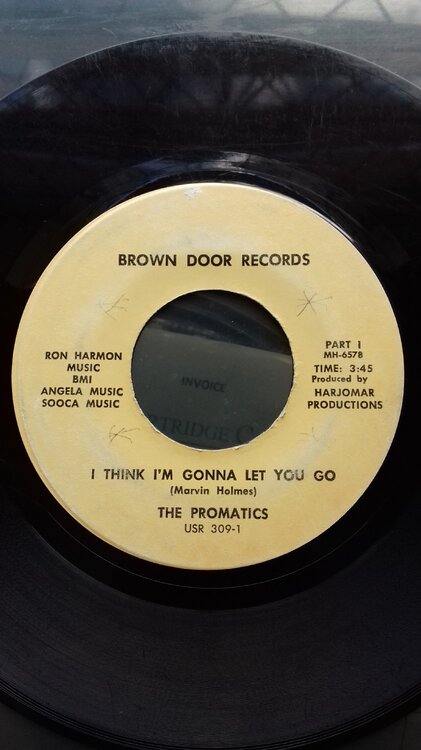 BROWN DOOR RECORDS
RON HARMON
MUSIC
BMI
ANGELA MUSIC
SOOCA MUSIC
PART I
MH-6578
TIME: 3:45
Produced by
HARJOMAR
PRODUCTIONS
INVOICE
RTRIDGE C
I THINK I'M GONNA LET YOU GO
(Marvin Holmes)
THE PROMATICS
USR 309-1